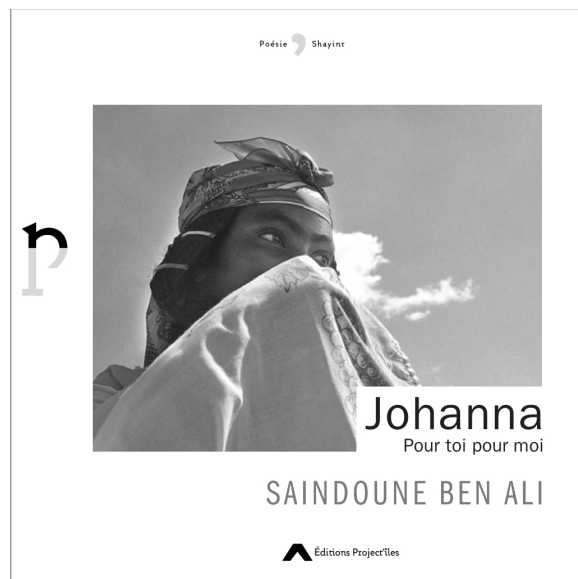 Poésie , Shayinr
p
Johanna
Pour toi pour moi
SAINDOUNE BEN ALI
Éditions Project'îles